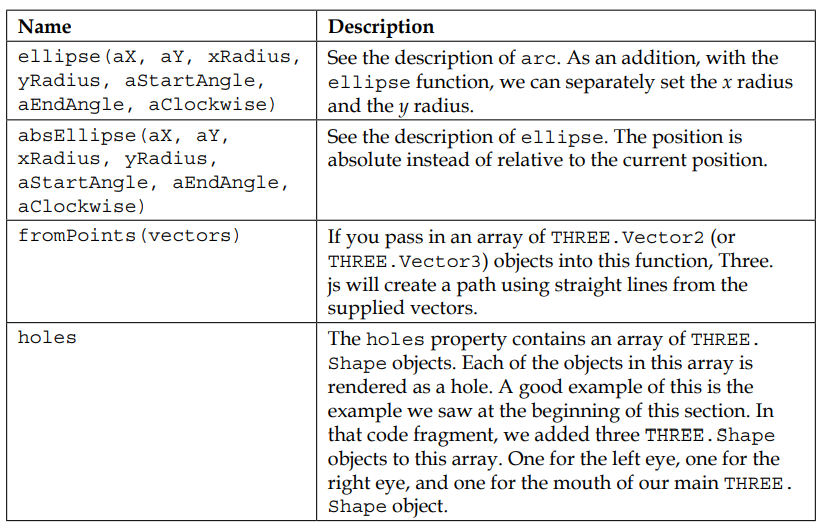 Name
Description
ellipse(aX, aY, xRadius,
yRadius, aStartAngle,
aEndAngle, aClockwise)
See the description of arc. As an addition, with the
ellipse function, we can separately set the x radius
and the y radius.
absEllipse(aX, aY,
xRadius, yRadius,
aStartAngle, aEndAngle,
aClockwise)
See the description of ellipse. The position is
absolute instead of relative to the current position.
fromPoints(vectors)
If you pass in an array of THREE.Vector2 (or
THREE.Vector3) objects into this function, Three.
js will create a path using straight lines from the
supplied vectors.
holes
The holes property contains an array of THREE.
Shape objects. Each of the objects in this array is
rendered as a hole. A good example of this is the
example we saw at the beginning of this section. In
that code fragment, we added three THREE.Shape
objects to this array. One for the left eye, one for the
right eye, and one for the mouth of our main THREE.
Shape object.